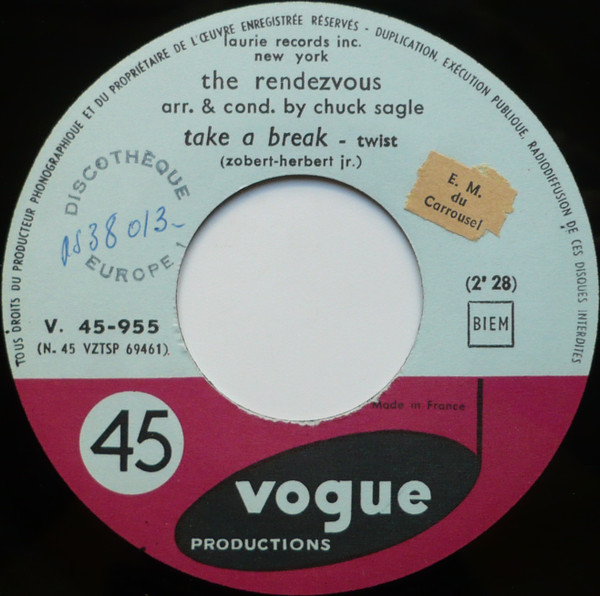 TOUS DROITS DU PRODUCTEUR PHONOGRAPHIQUE ET DU PROPRIÉTAIRE DE L'ŒUVRE ENREGISTRÉE RÉSERVÉS - DUPLICATION, EXÉCUTION PUBLIQUE, RADIODIFFUSION DE CES DISQUES INTERDITES
laurie records inc.
new york
the rendezvous
arr. & cond. by chuck sagle
take a break - twist
(zobert-herbert jr.)
DISCOTHÈQUE
EUROPE 1
E. M.
du
Carrousel
(2' 28)
V. 45-955
(N. 45 VZTSP 69461)
BIEM
Made in France
45
vogue
PRODUCTIONS